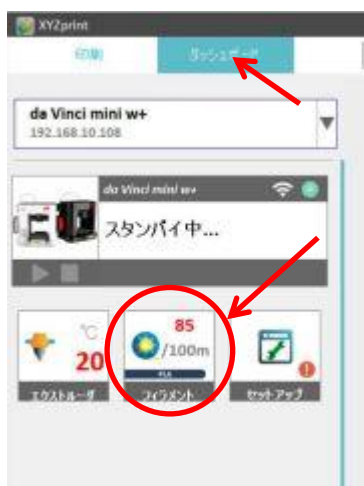 XYZprint
印刷
ダッシュボード
da Vinci mini w+
192.168.10.108
da Vinci mini w+
スタンバイ中...
℃
20
85
/100m
PLA
エクストルーダ
フィラメント
セットアップ